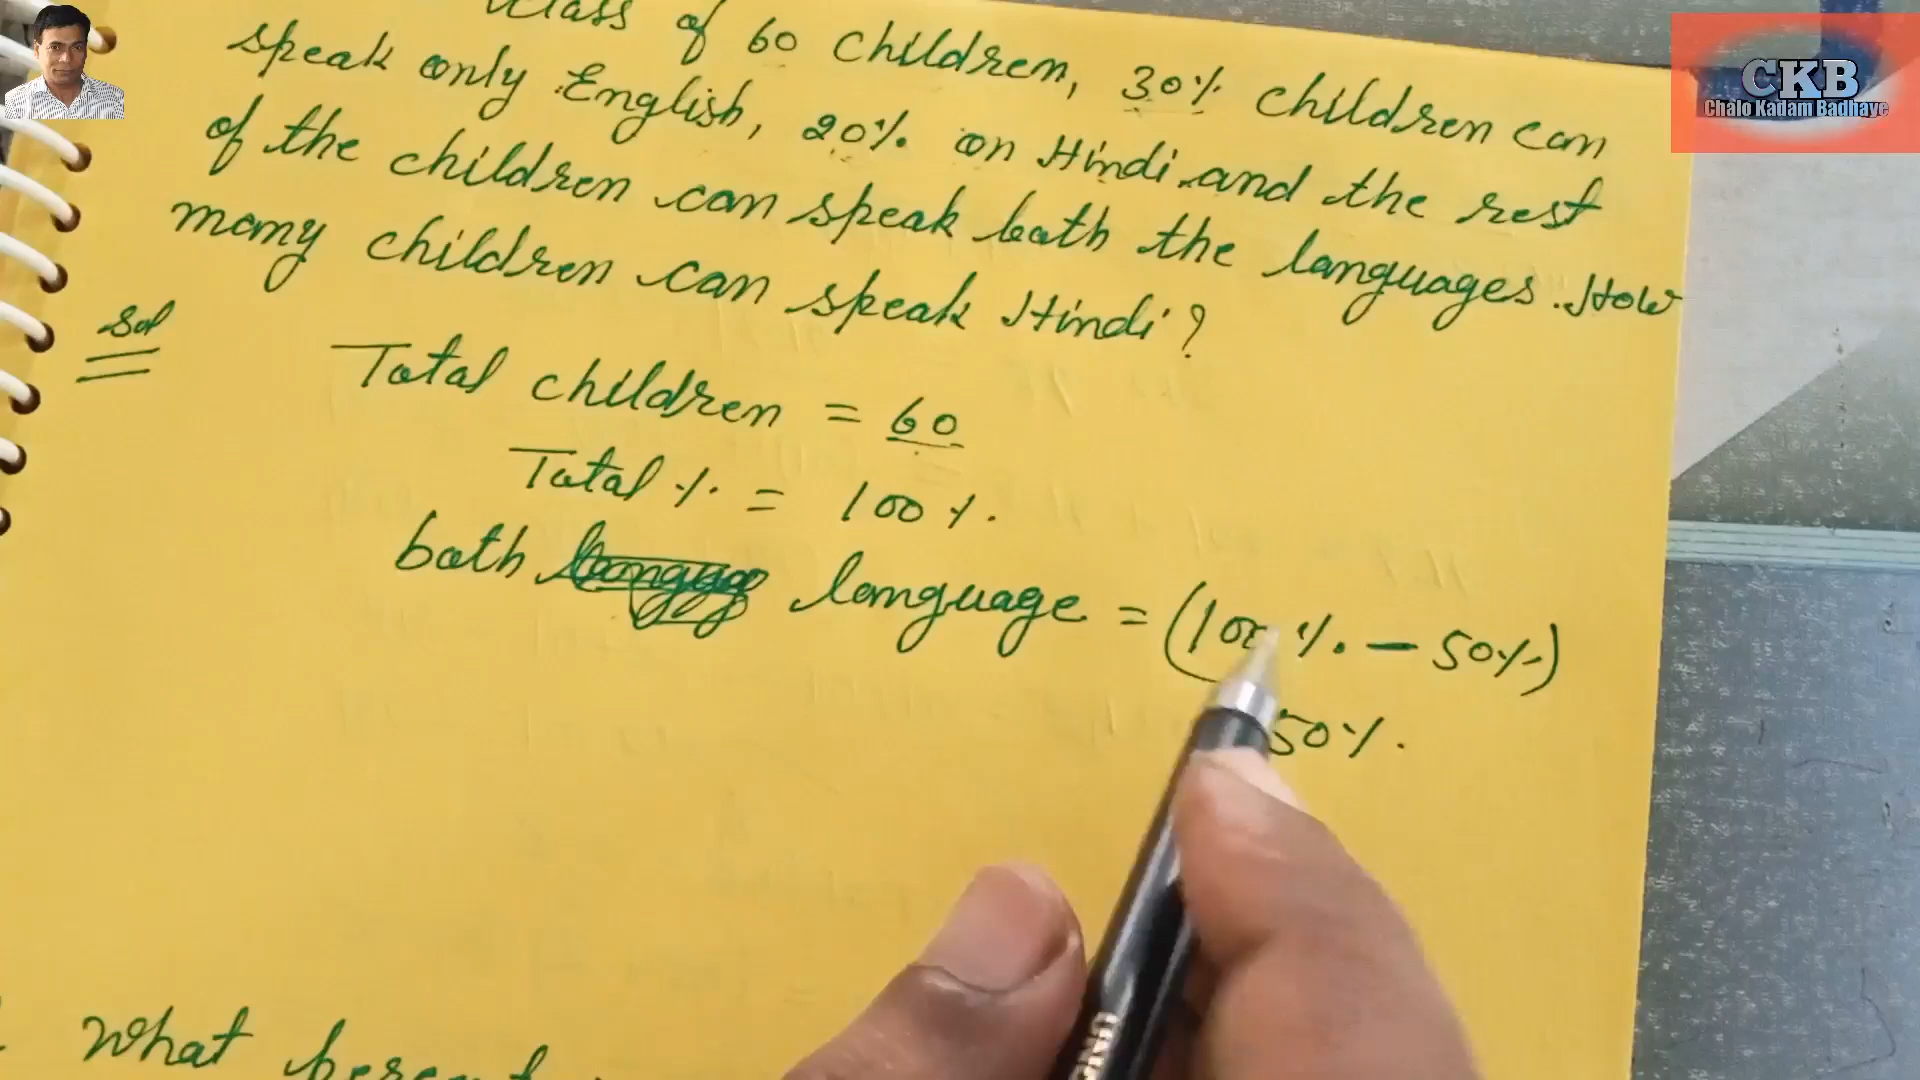 Class of 60 children, 30% children can
speak only English, 20% on Hindi and the rest
of the children can speak both the languages. How
many children can speak Hindi?
Sol
Total children = 60
Total % = 100%.
both language = (100% - 50%)
50%.
What
CKB
Chalo Kadam Badhaye